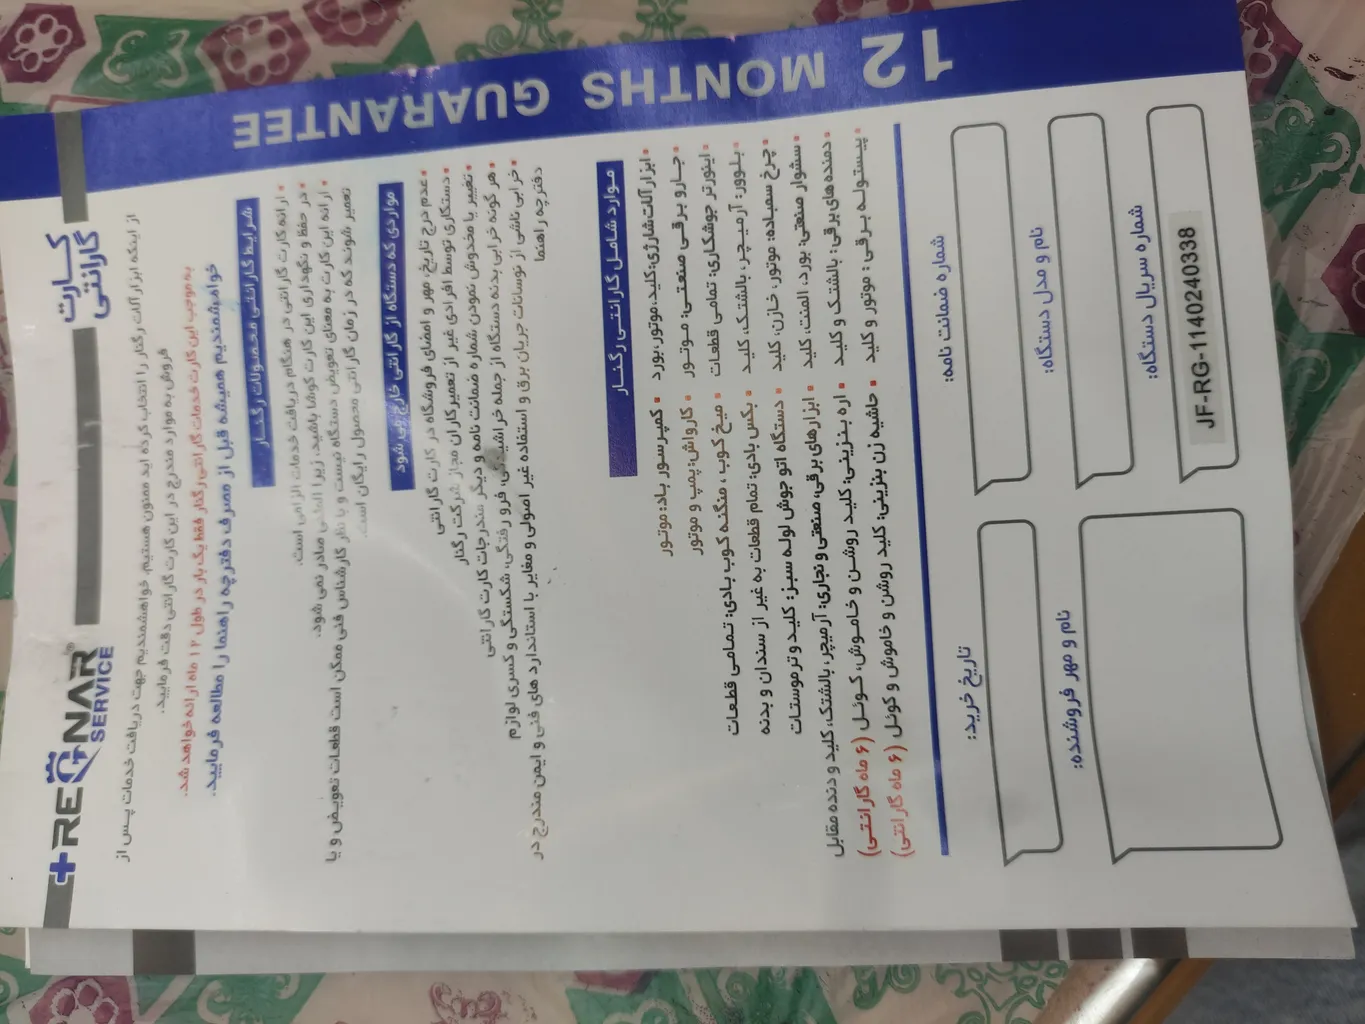 REGNAR
SERVICE
کارت
گارانتی
12 MONTHS GUARANTEE
از اینکه ابزارآلات رگنار را انتخاب کرده اید ممنون هستیم. خواهشمندیم جهت دریافت خدمات پس از
فروش به موارد مندرج در این کارت گارانتی دقت فرمایید.
به موجب این کارت خدمات گارانتی رگنار فقط یک بار در طول ۱۲ ماه ارائه خواهد شد.
خواهشمندیم همیشه قبل از مصرف دفترچه راهنما را مطالعه فرمایید.
شرایط گارانتی محصولات رگنار
• ارائه کارت گارانتی در هنگام دریافت خدمات الزامی است.
• در حفظ و نگهداری این کارت کوشا باشید، زیرا المثنی صادر نمی شود.
• ارائه این کارت به معنای تعویض دستگاه نیست و با نظر کارشناس فنی ممکن است قطعات تعویض و یا
تعمیر شوند که در زمان گارانتی محصول رایگان است.
مواردی که دستگاه از گارانتی خارج می شود
• عدم درج تاریخ، مهر و امضای فروشگاه در کارت گارانتی
• دستکاری توسط افرادی غیر از تعمیرکاران مجاز شرکت رگنار
• تغییر یا مخدوش نمودن شماره ضمانت نامه و دیگر مندرجات کارت گارانتی
• هر گونه خرابی بدنه دستگاه از جمله خراشیدگی، فرو رفتگی، شکستگی و کسری لوازم
• خرابی ناشی از نوسانات جریان برق و استفاده غیر اصولی و مغایر با استاندارد های فنی و ایمن مندرج در
دفترچه راهنما
موارد شامل گارانتی رگنار
• ابزارآلات شارژی: کلید، موتور، بورد
• جارو برقی صنعتی: موتور
• اینورتر جوشکاری: تمامی قطعات
• بلوور: آرمیچر، بالشتک، کلید
• چرخ سمباده: موتور، خازن، کلید
• سشوار صنعتی: بورد، المنت، کلید
• دمنده های برقی: بالشتک و کلید
• پیستوله برقی: موتور و کلید
• کمپرسور باد: موتور
• کارواش: پمپ و موتور
• میخ کوب، منگنه کوب بادی: تمامی قطعات
• بکس بادی: تمام قطعات به غیر از سندان و بدنه
• دستگاه اتو جوش لوله سبز: کلید و ترموستات
• ابزارهای برقی، صنعتی و نجاری: آرمیچر، بالشتک، کلید و دنده مقابل
• اره بنزینی: کلید روشن و خاموش، کوئل (۶ ماه گارانتی)
• حاشیه زن بنزینی: کلید روشن و خاموش و کوئل (۶ ماه گارانتی)
شماره ضمانت نامه:
نام و مدل دستگاه:
شماره سریال دستگاه:
JF-RG-1140240338
تاریخ خرید:
نام و مهر فروشنده: